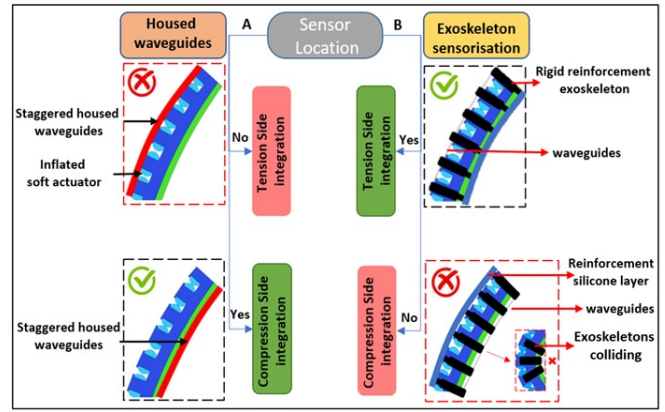 Housed
waveguides
A
Sensor
Location
B
Exoskeleton
sensorisation
Staggered housed
waveguides
Inflated
soft actuator
No
Tension Side
integration
Tension Side
integration
Yes
Rigid reinforcement
exoskeleton
waveguides
Staggered housed
waveguides
Yes
Compression Side
integration
Compression Side
integration
No
Reinforcement
silicone layer
waveguides
Exoskeletons
colliding